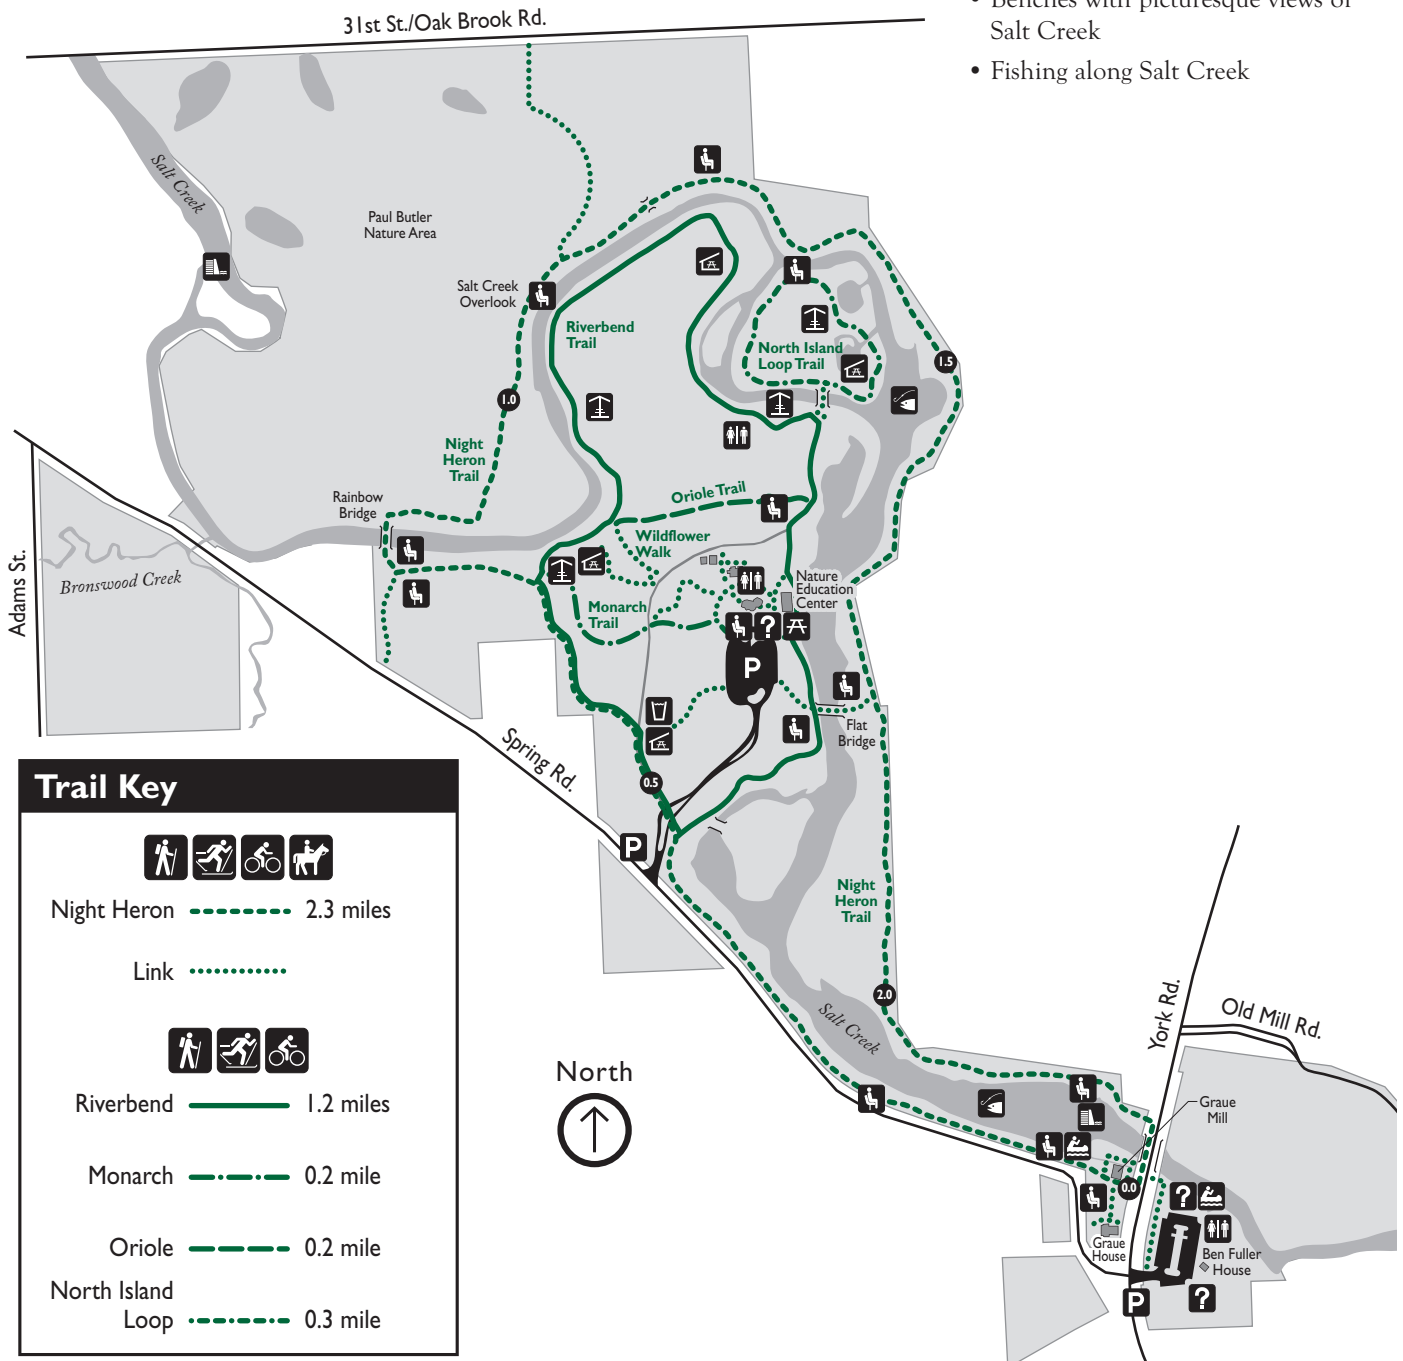 • Benches with picturesque views of
Salt Creek
• Fishing along Salt Creek
31st St./Oak Brook Rd.
Salt Creek
Paul Butler
Nature Area
Salt Creek
Overlook
Riverbend
Trail
North Island
Loop Trail
1.5
1.0
Night
Heron
Trail
Rainbow
Bridge
Oriole Trail
Wildflower
Walk
Adams St.
Bronswood Creek
Monarch
Trail
Nature
Education
Center
?
P
Flat
Bridge
Spring Rd.
0.5
P
Night
Heron
Trail
2.0
Salt Creek
York Rd.
Old Mill Rd.
Graue
Mill
0.0
?
Graue
House
Ben Fuller
House
P
?
North
Trail Key
Night Heron 2.3 miles
Link
Riverbend 1.2 miles
Monarch 0.2 mile
Oriole 0.2 mile
North Island
Loop 0.3 mile